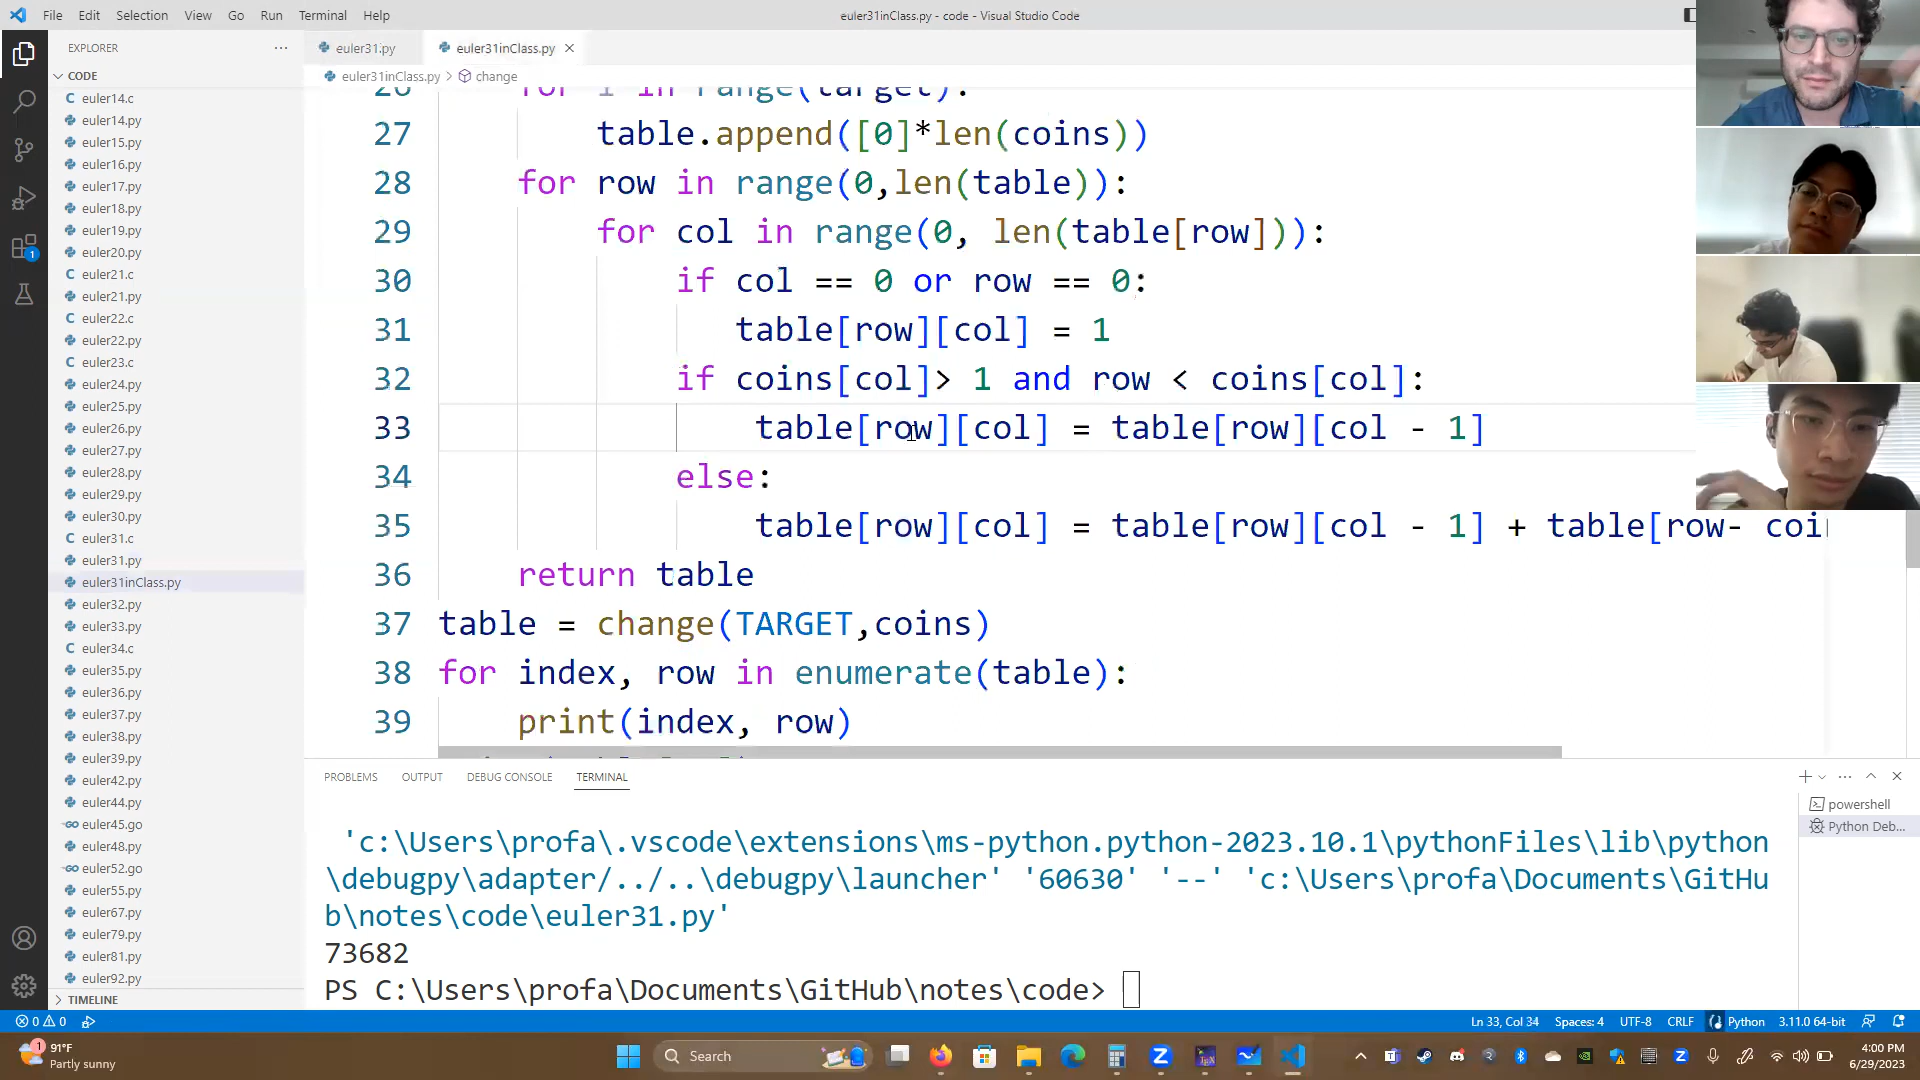 File Edit Selection View Go Run Terminal Help
euler31inClass.py - code - Visual Studio Code
EXPLORER
CODE
euler14.c
euler14.py
euler15.py
euler16.py
euler17.py
euler18.py
euler19.py
euler20.py
euler21.c
euler21.py
euler22.c
euler22.py
euler23.c
euler24.py
euler25.py
euler26.py
euler27.py
euler28.py
euler29.py
euler30.py
euler31.c
euler31.py
euler31inClass.py
euler32.py
euler33.py
euler34.c
euler35.py
euler36.py
euler37.py
euler38.py
euler39.py
euler42.py
euler44.py
euler45.go
euler48.py
euler52.go
euler55.py
euler67.py
euler79.py
euler81.py
euler92.py
TIMELINE
euler31.py euler31inClass.py
euler31inClass.py > change
26 for i in range(target):
27 table.append([0]*len(coins))
28 for row in range(0,len(table)):
29 for col in range(0, len(table[row])):
30 if col == 0 or row == 0:
31 table[row][col] = 1
32 if coins[col]> 1 and row < coins[col]:
33 table[row][col] = table[row][col - 1]
34 else:
35 table[row][col] = table[row][col - 1] + table[row- coi
36 return table
37 table = change(TARGET,coins)
38 for index, row in enumerate(table):
39 print(index, row)
PROBLEMS OUTPUT DEBUG CONSOLE TERMINAL
powershell
Python Deb...
'c:\Users\profa\.vscode\extensions\ms-python.python-2023.10.1\pythonFiles\lib\python
\debugpy\adapter/../..\debugpy\launcher' '60630' '--' 'c:\Users\profa\Documents\GitHu
b\notes\code\euler31.py'
73682
PS C:\Users\profa\Documents\GitHub\notes\code>
0 0
Ln 33, Col 34 Spaces: 4 UTF-8 CRLF Python 3.11.0 64-bit
91°F
Partly sunny
Search
4:00 PM
6/29/2023